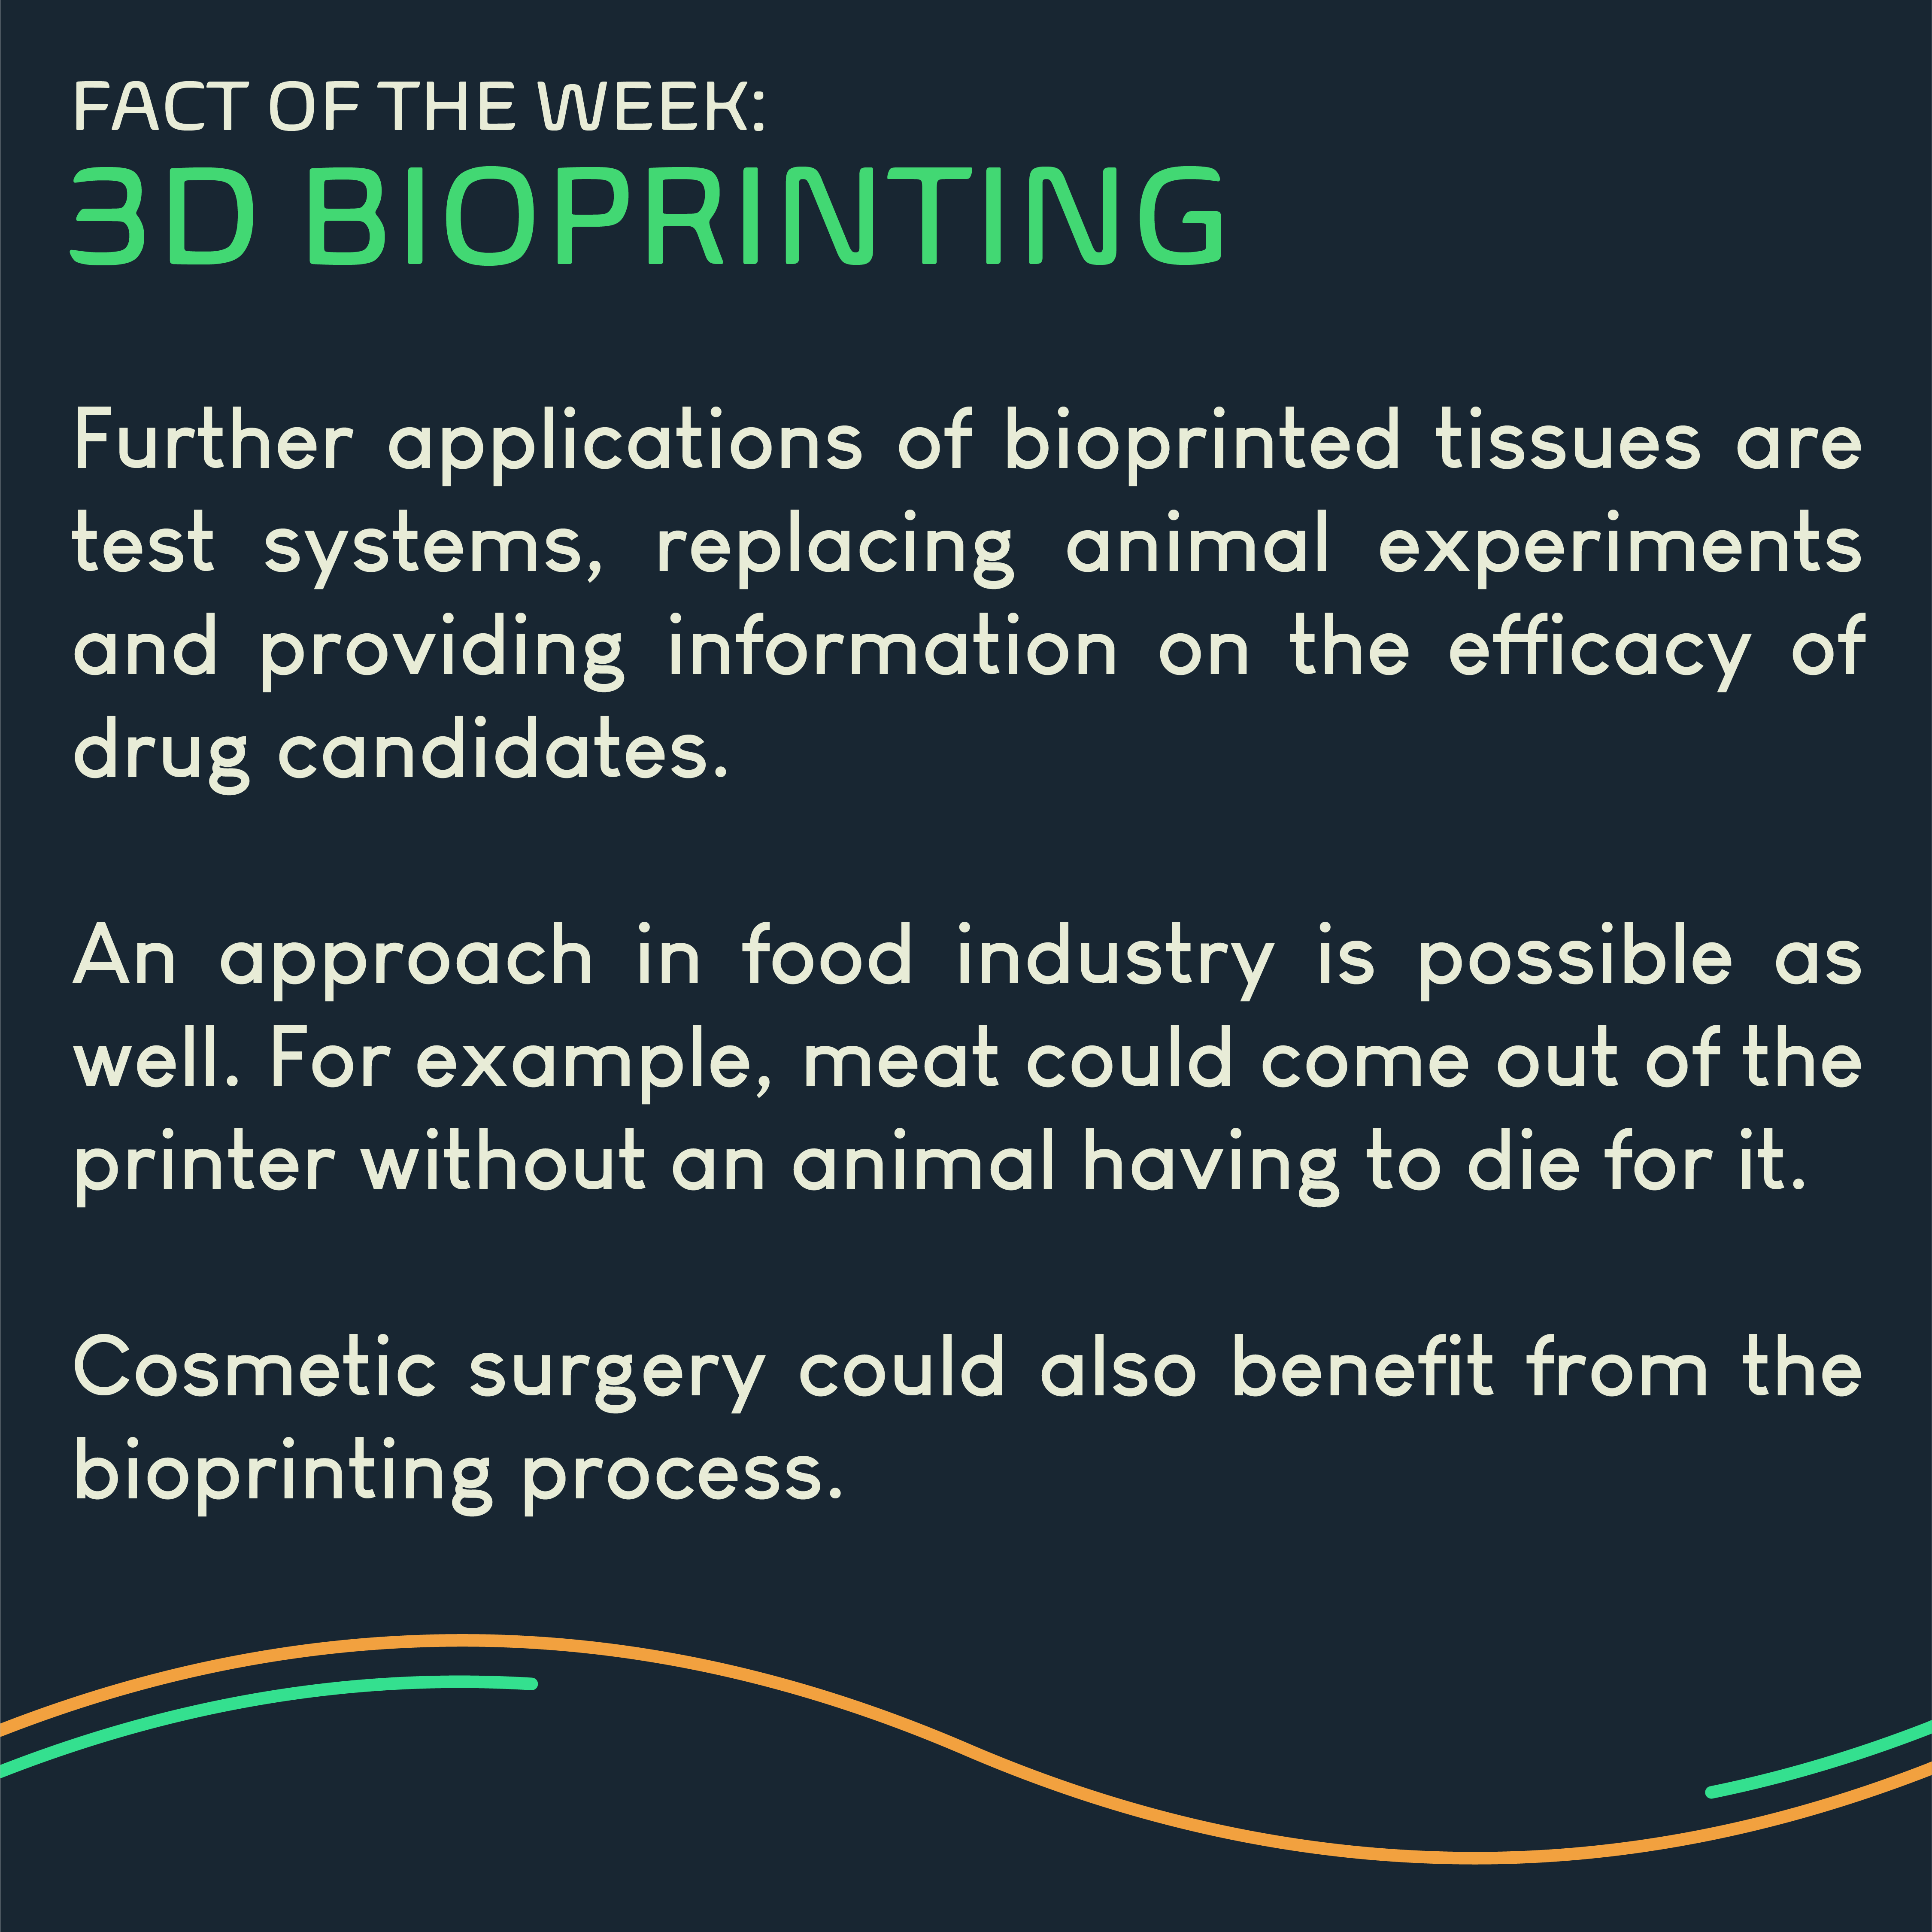 FACT OF THE WEEK:
3D BIOPRINTING
Further applications of bioprinted tissues are
test systems, replacing animal experiments
and providing information on the efficacy of
drug candidates.
An approach in food industry is possible as
well. For example, meat could come out of the
printer without an animal having to die for it.
Cosmetic surgery could also benefit from the
bioprinting process.